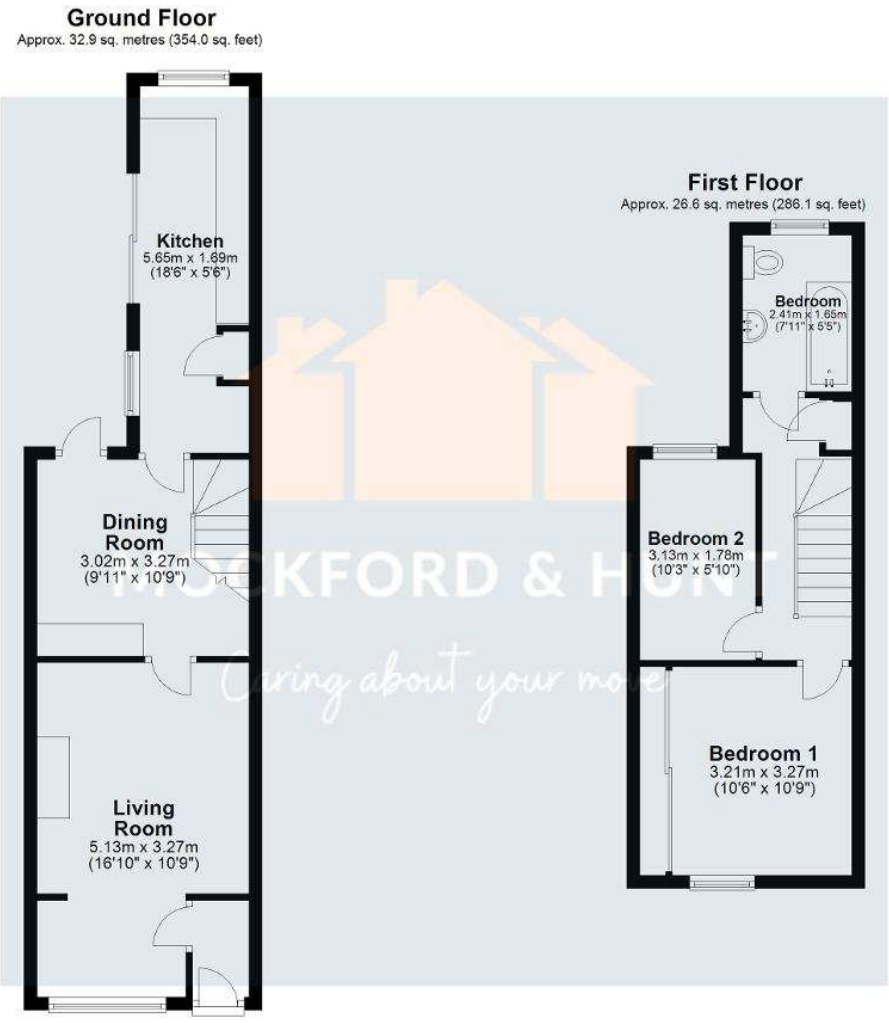 Ground Floor
Approx. 32.9 sq. metres (354.0 sq. feet)
Kitchen
5.65m x 1.69m
(18'6" x 5'6")
Dining
Room
3.02m x 3.27m
(9'11" x 10'9")
Living
Room
5.13m x 3.27m
(16'10" x 10'9")
First Floor
Approx. 26.6 sq. metres (286.1 sq. feet)
Bedroom
2.41m x 1.65m
(7'11" x 5'5")
Bedroom 2
3.13m x 1.78m
(10'3" x 5'10")
Bedroom 1
3.21m x 3.27m
(10'6" x 10'9")
MOCKFORD & HUNT
Caring about your move